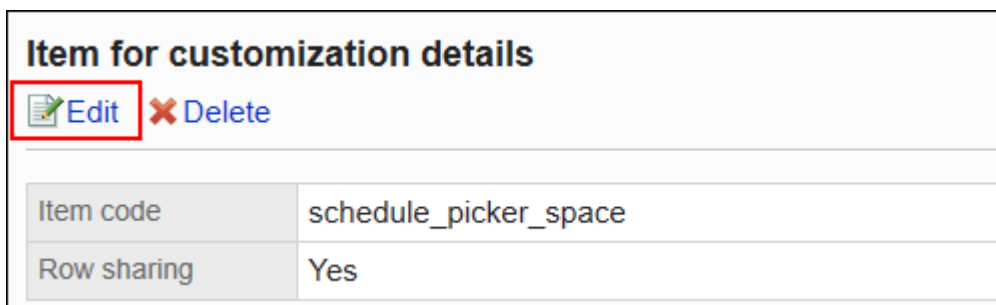 Item for customization details
Edit Delete
Item code schedule_picker_space
Row sharing Yes